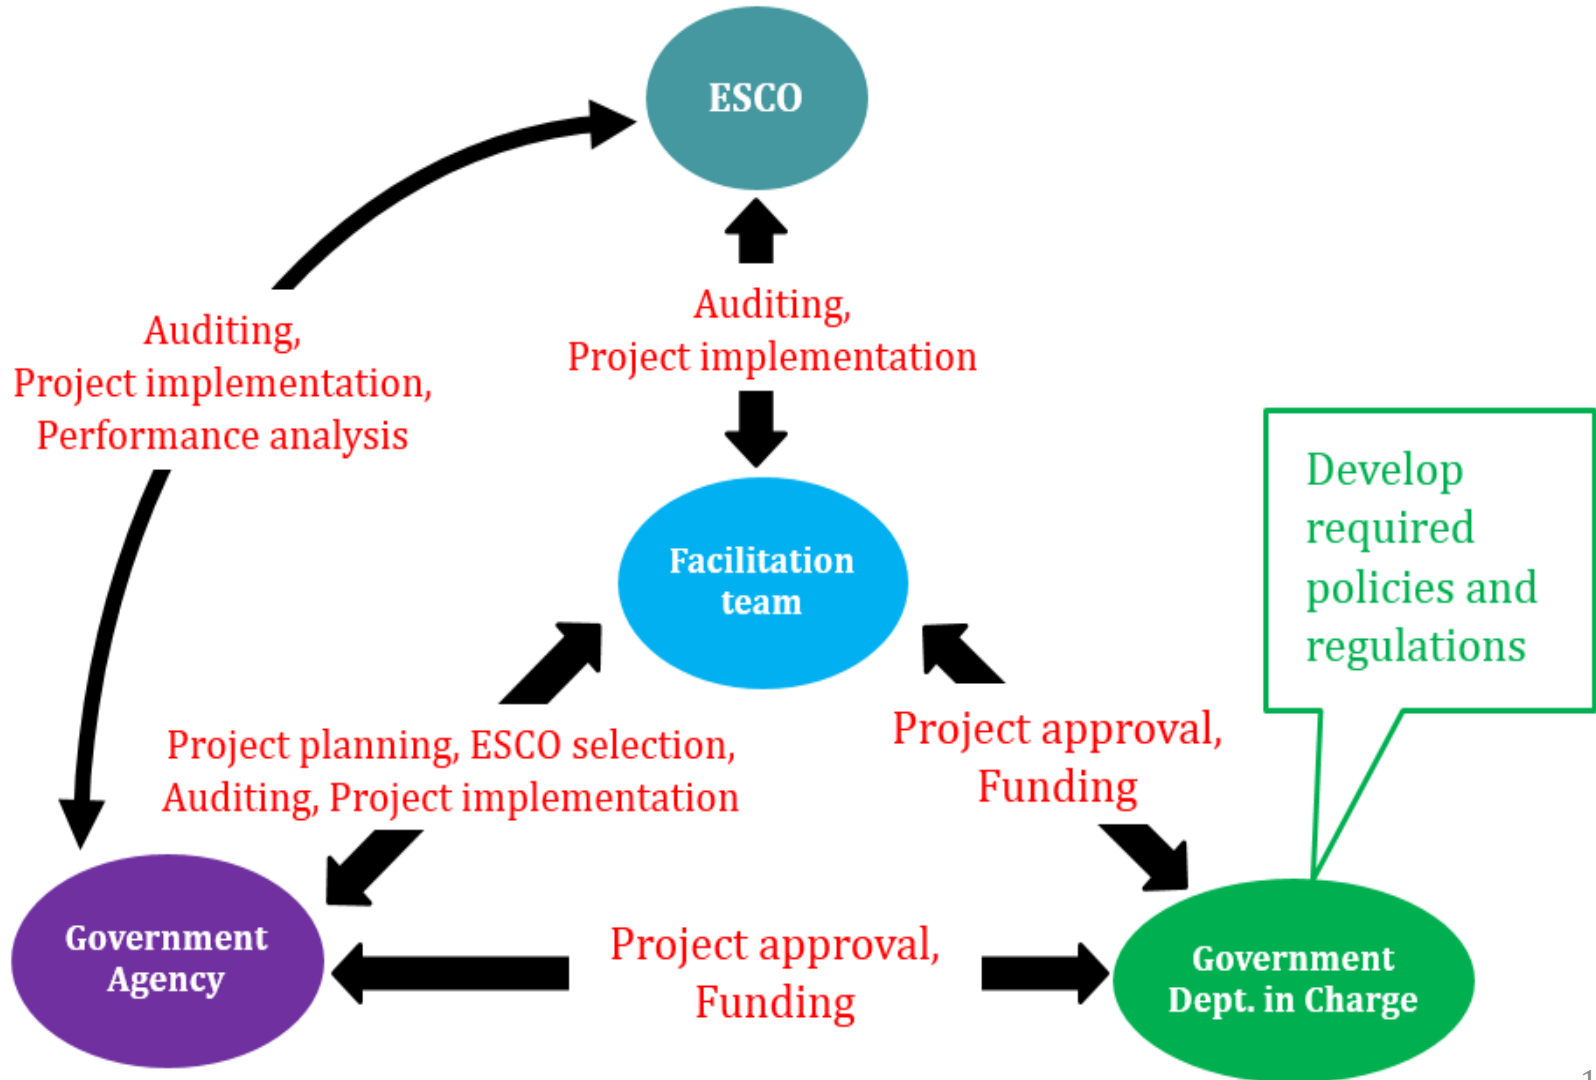 ESCO
Auditing,
Project implementation,
Performance analysis
Auditing,
Project implementation
Develop
required
policies and
regulations
Facilitation
team
Project planning, ESCO selection,
Auditing, Project implementation
Project approval,
Funding
Government
Agency
Project approval,
Funding
Government
Dept. in Charge